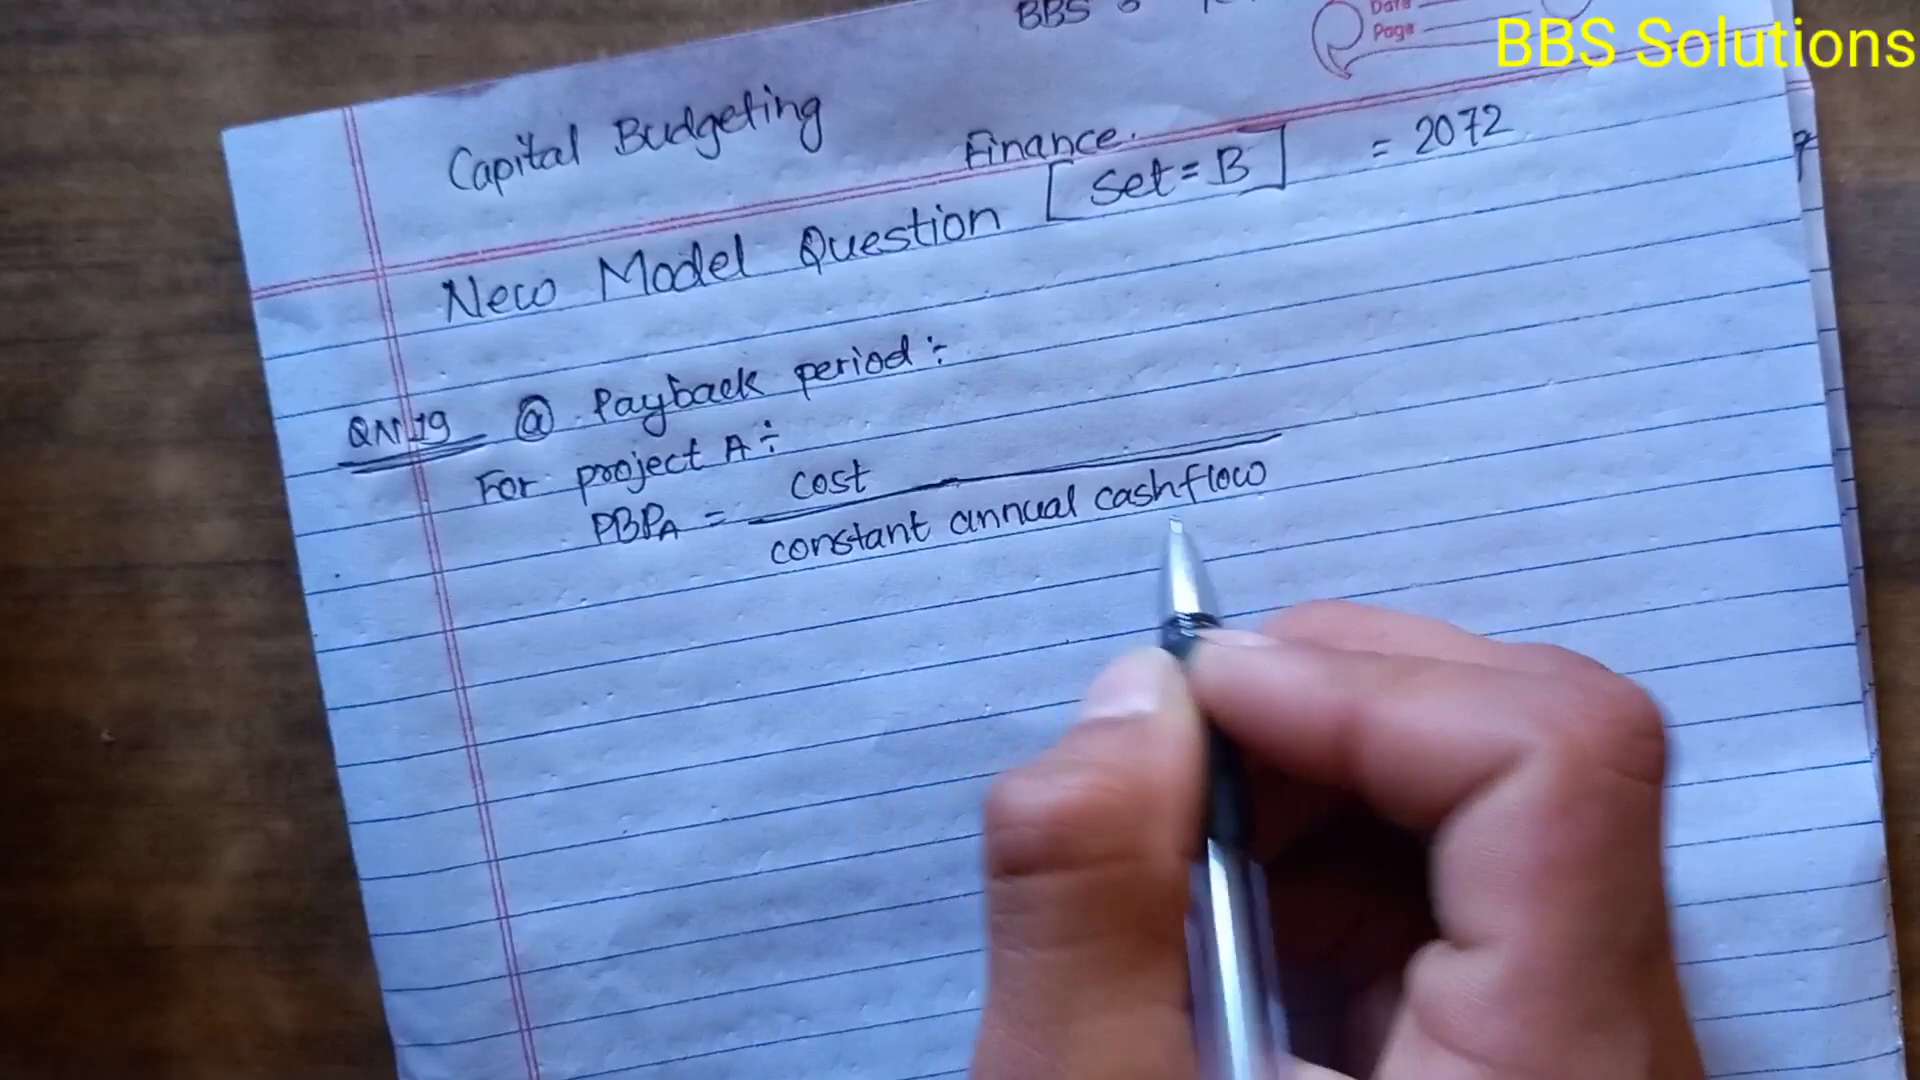 BBS
Date
Page
BBS Solutions
Capital Budgeting
Finance.
New Model Question [Set=B] = 2072
QN.19 @ Payback period ÷
For project A ÷
PBPA = cost
constant annual cashflow